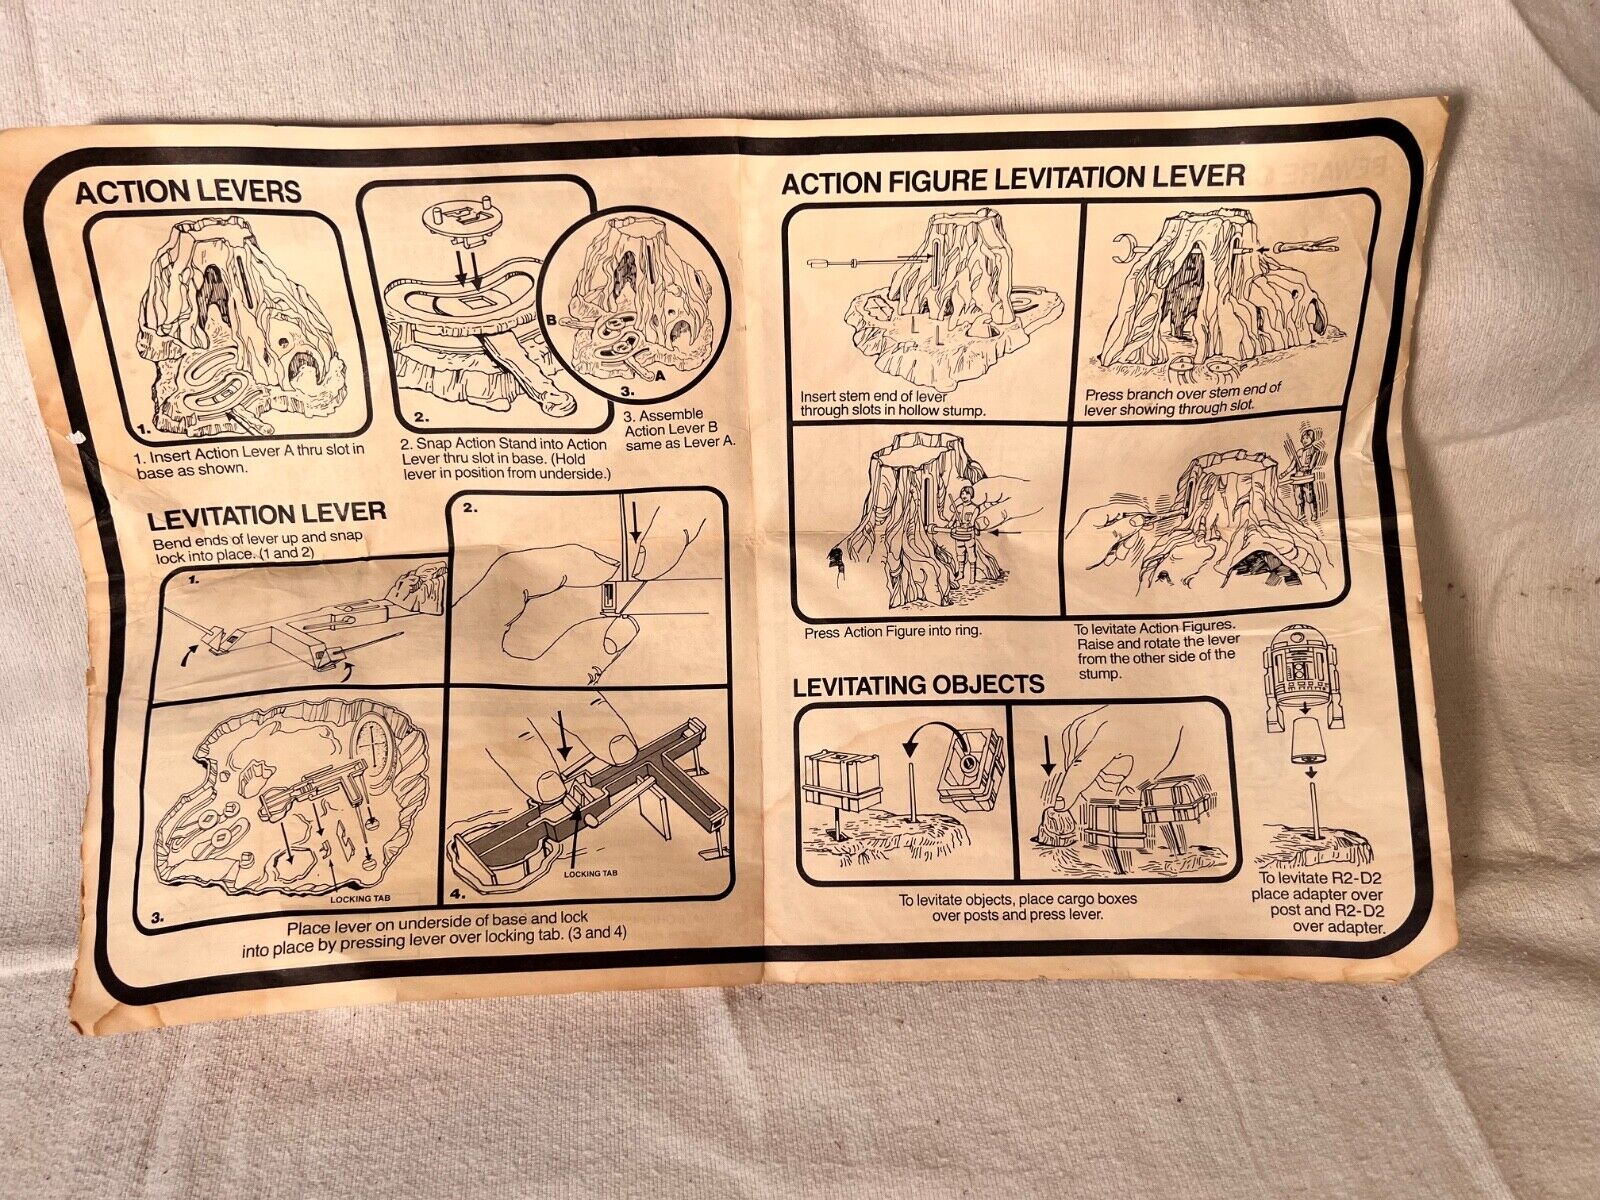 ACTION LEVERS
1.
1. Insert Action Lever A thru slot in
base as shown.
2.
2. Snap Action Stand into Action
Lever thru slot in base. (Hold
lever in position from underside.)
B
A
3.
3. Assemble
Action Lever B
same as Lever A.
LEVITATION LEVER
Bend ends of lever up and snap
lock into place. (1 and 2)
1.
2.
3.
LOCKING TAB
4.
LOCKING TAB
Place lever on underside of base and lock
into place by pressing lever over locking tab. (3 and 4)
ACTION FIGURE LEVITATION LEVER
Insert stem end of lever
through slots in hollow stump.
Press branch over stem end of
lever showing through slot.
Press Action Figure into ring.
To levitate Action Figures.
Raise and rotate the lever
from the other side of the
stump.
LEVITATING OBJECTS
To levitate objects, place cargo boxes
over posts and press lever.
To levitate R2-D2
place adapter over
post and R2-D2
over adapter.